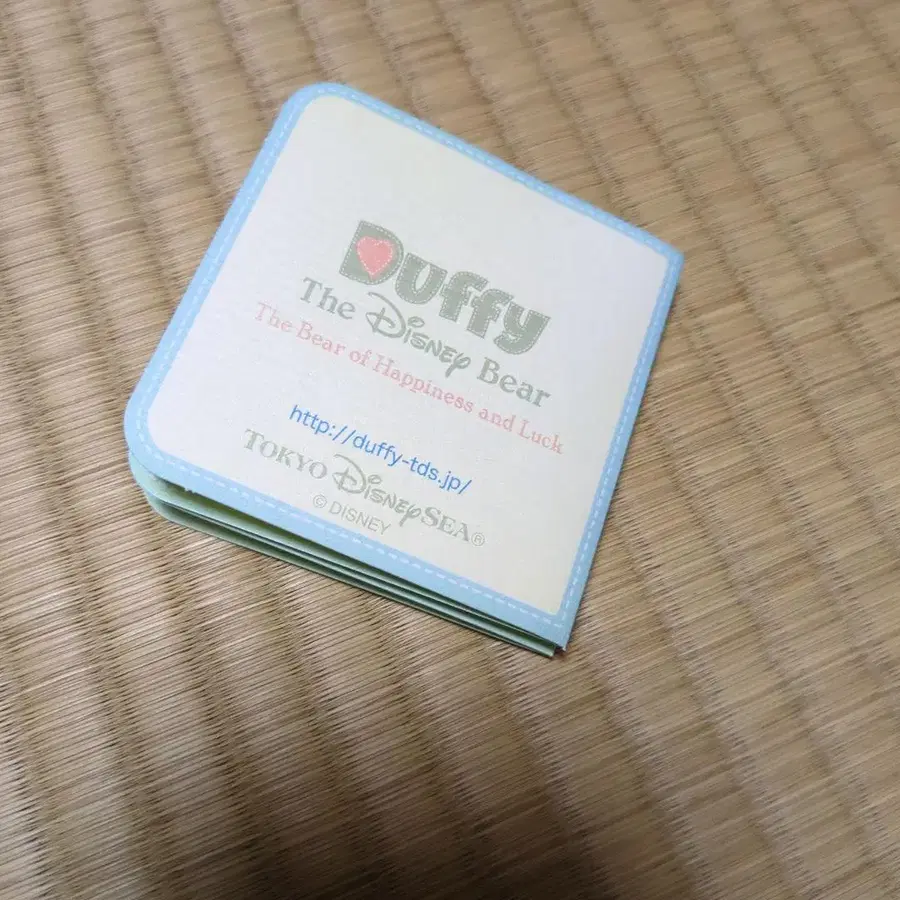 Duffy
The Disney Bear
The Bear of Happiness and Luck
http://duffy-tds.jp/
TOKYO DISNEYSEA®
© DISNEY